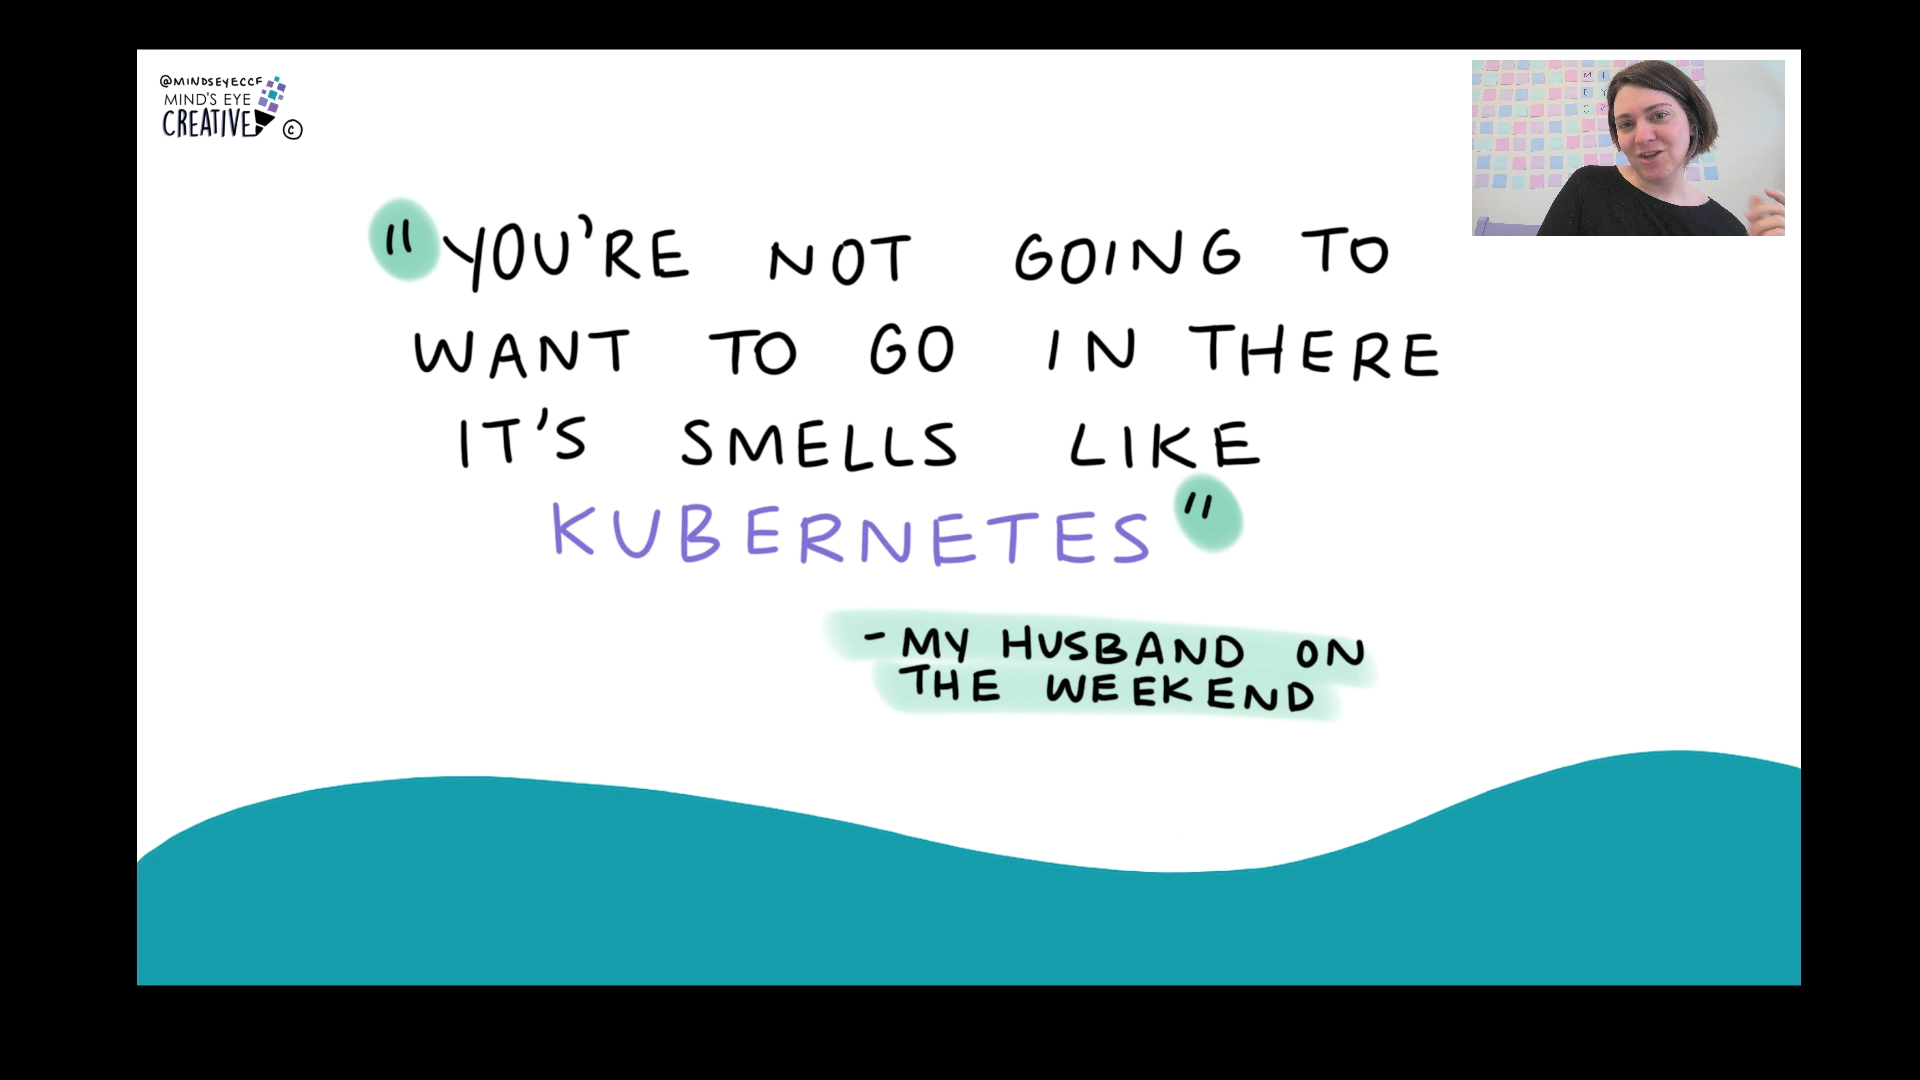 @MINDSEYECCF
MIND'S EYE
CREATIVE ©
"YOU'RE NOT GOING TO
WANT TO GO IN THERE
IT'S SMELLS LIKE
KUBERNETES"
- MY HUSBAND ON
THE WEEKEND